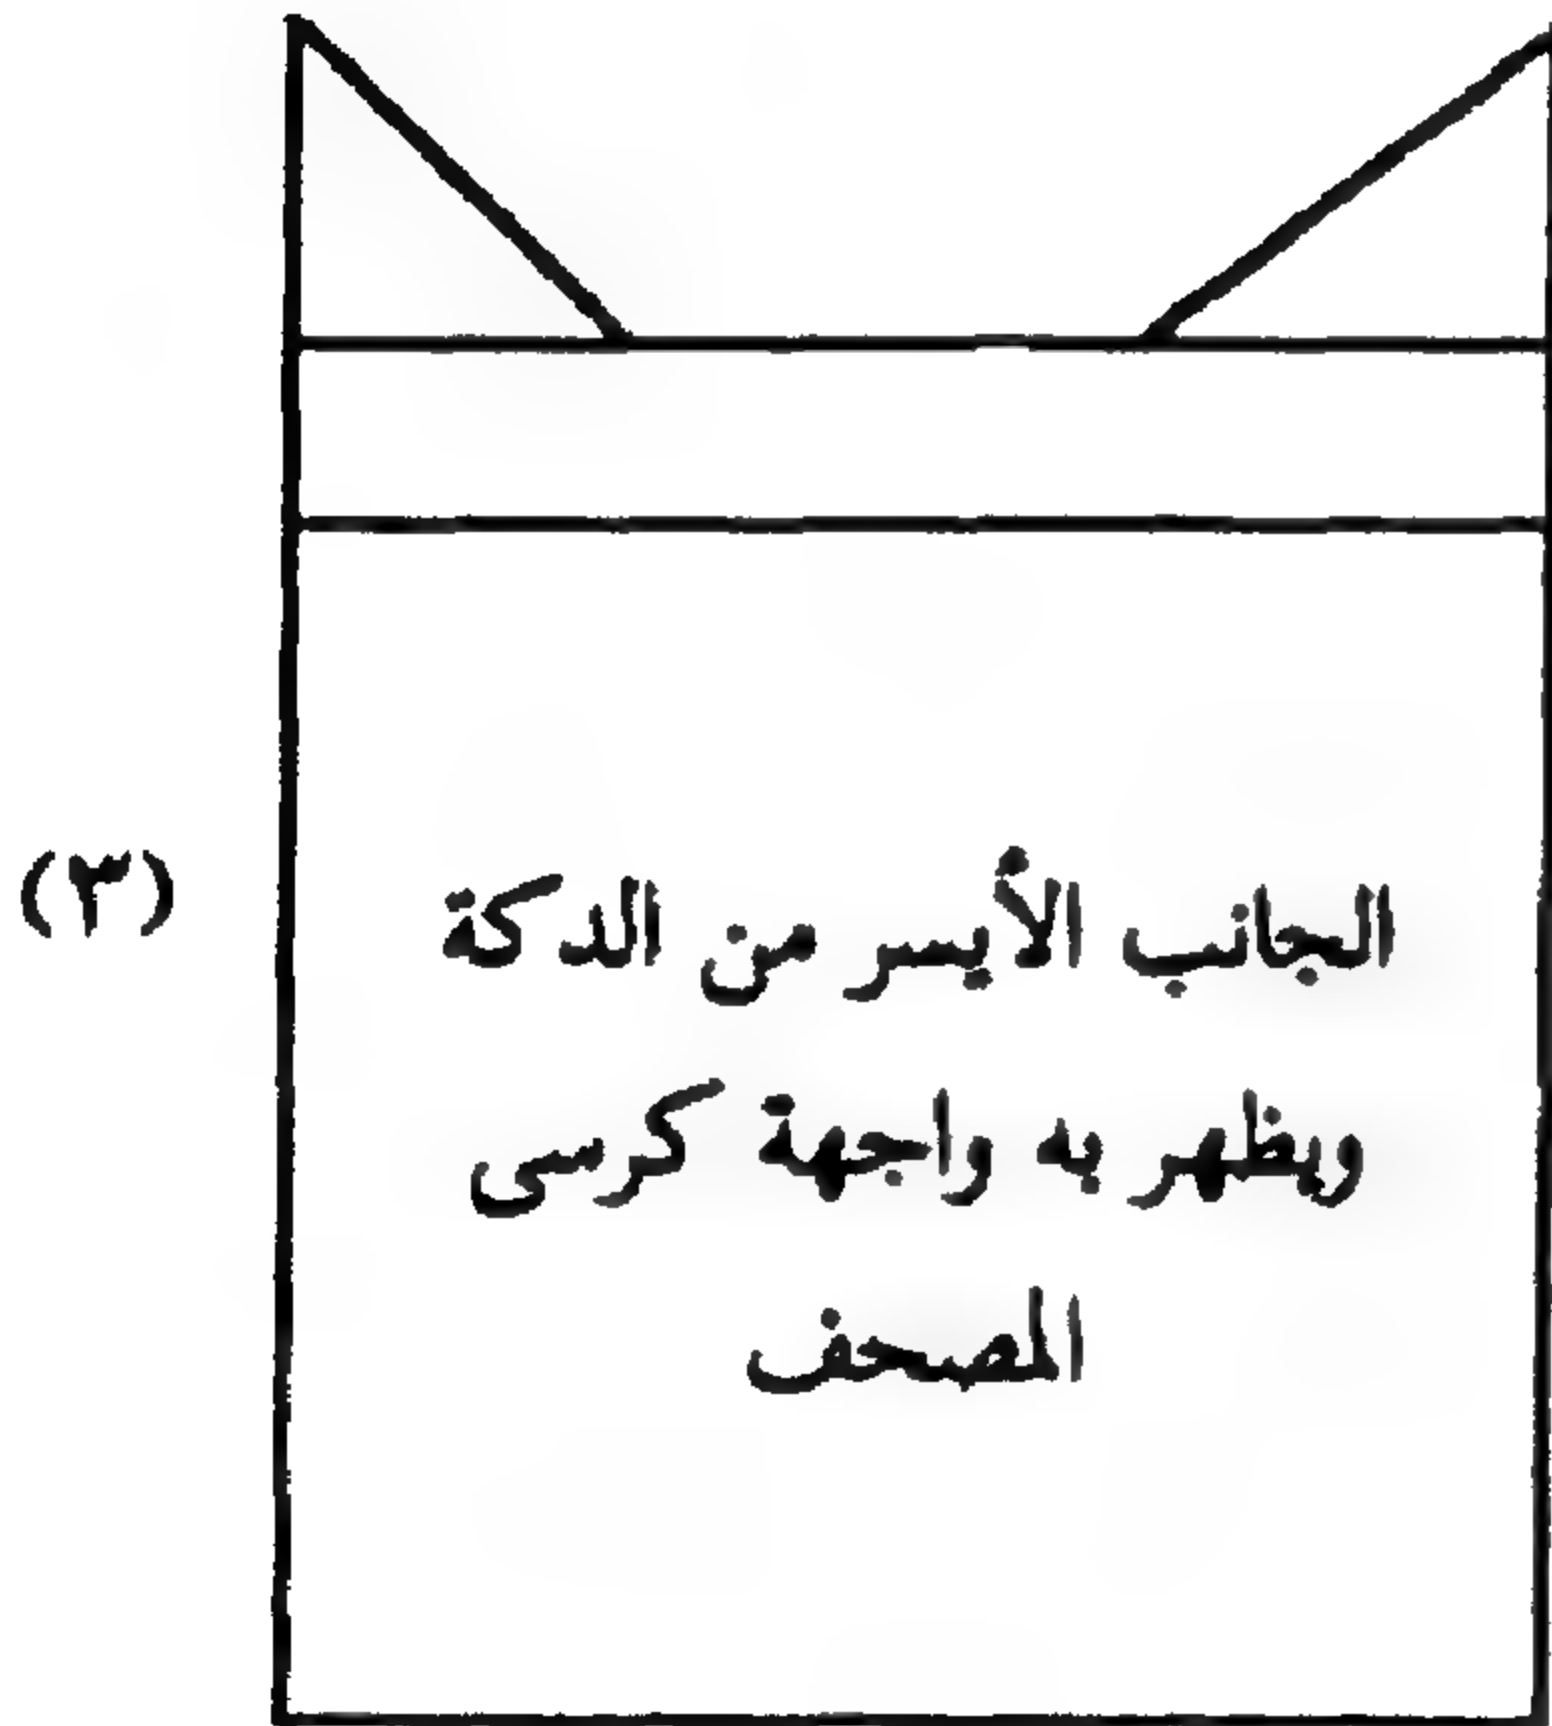 (٣)
الجانب الأيسر من الدكة
ويظهر به واجهة كرسى
المصحف